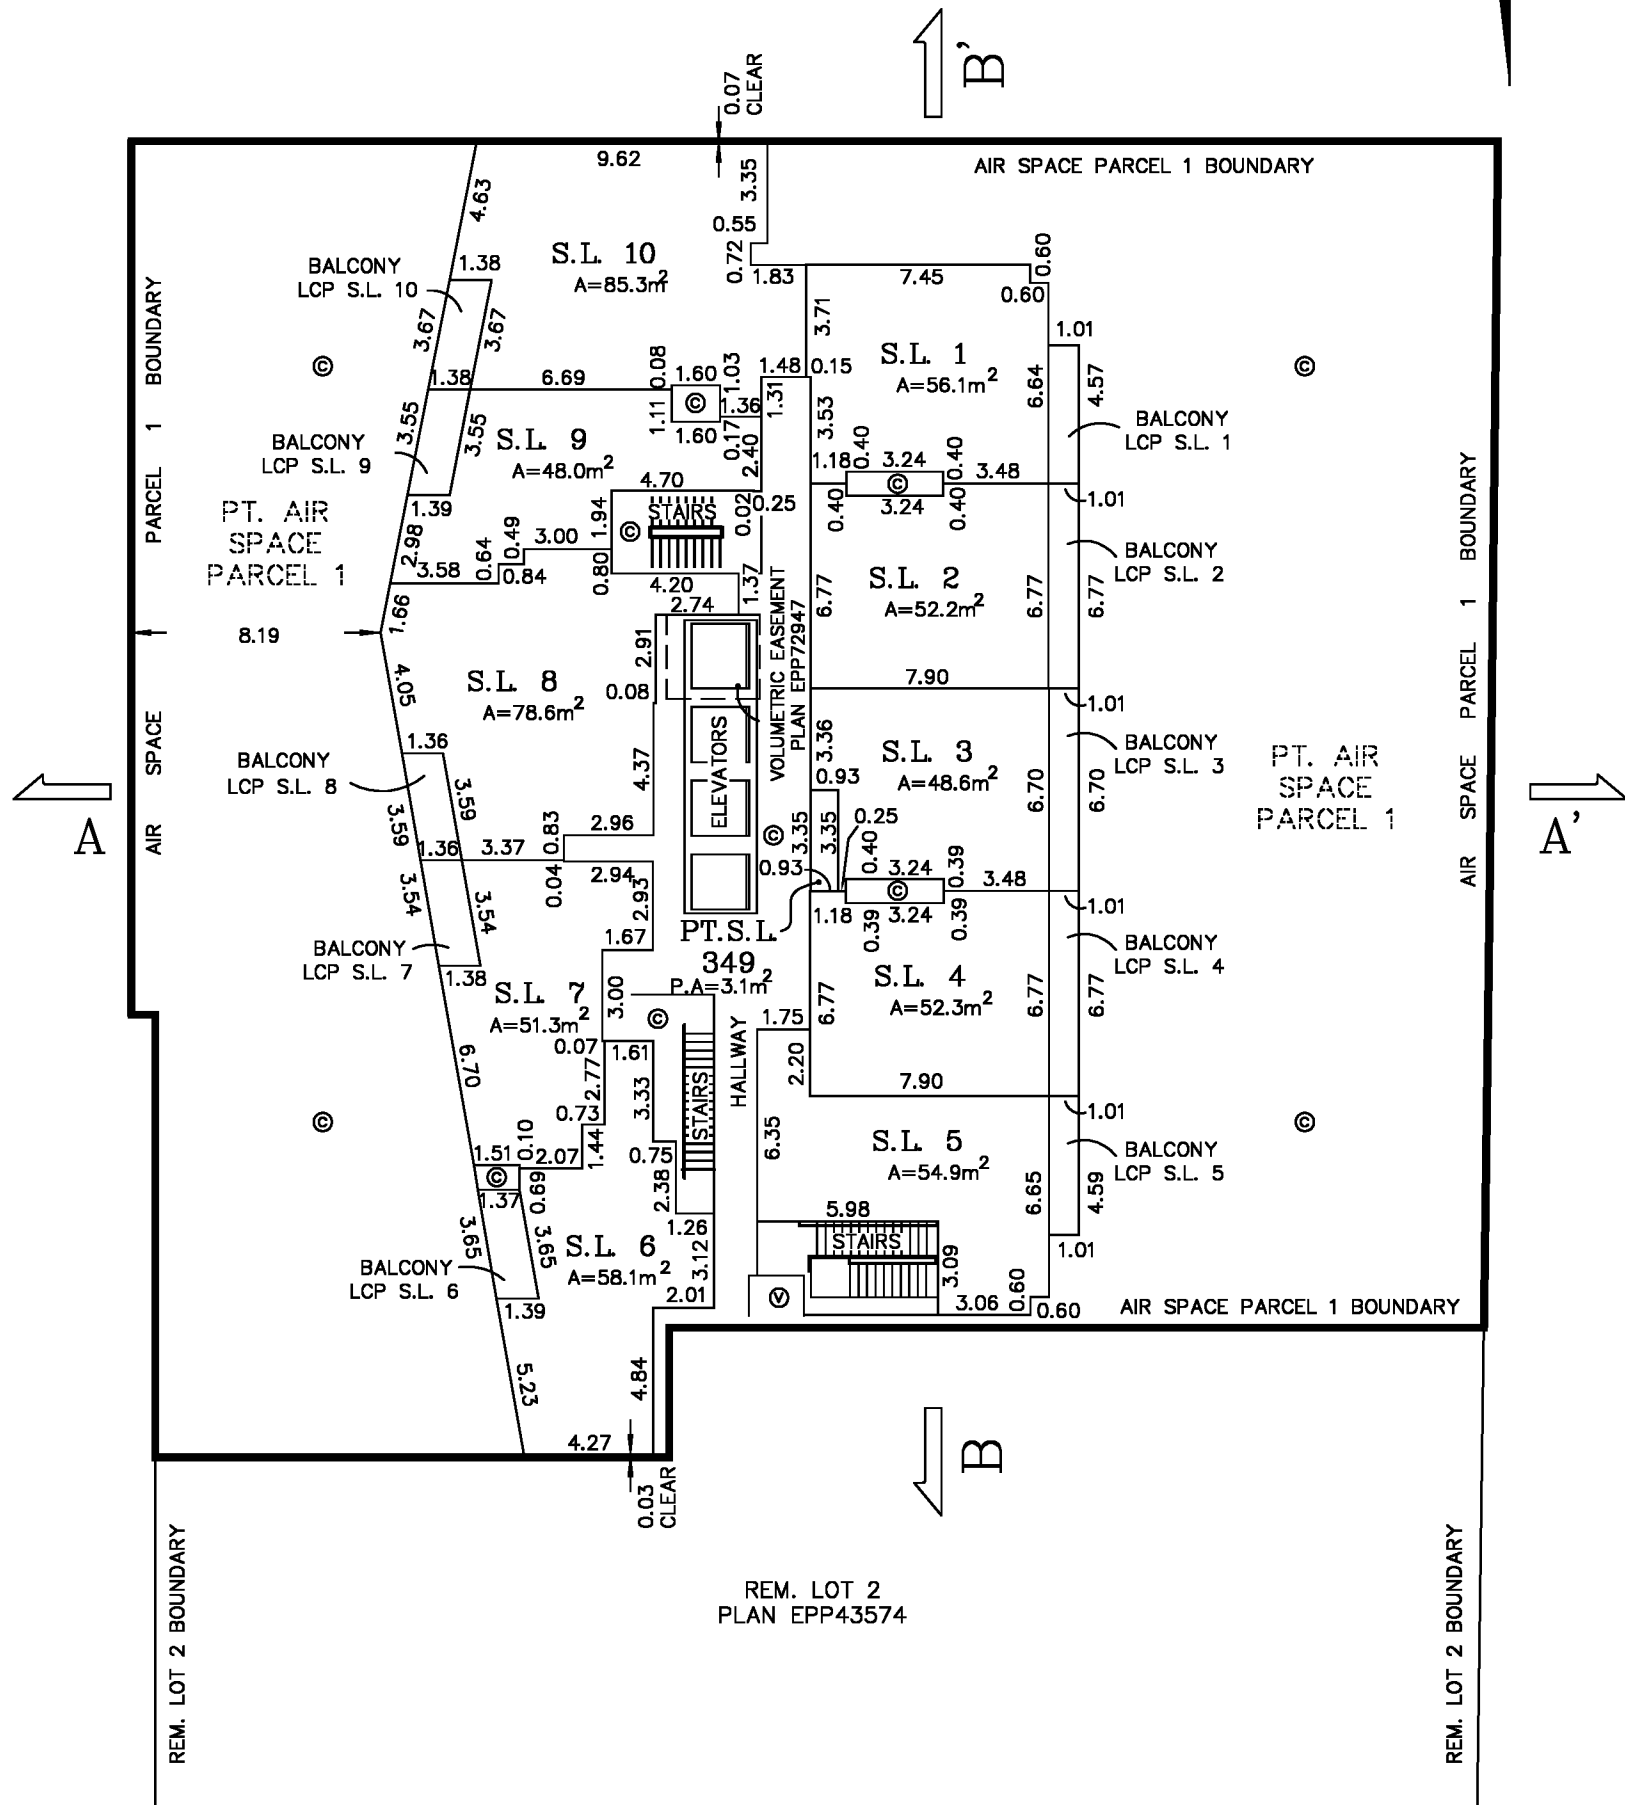 B'
0.07
CLEAR
9.62
3.35
AIR SPACE PARCEL 1 BOUNDARY
4.63
0.55
0.72
1.83
7.45
0.60
0.60
S.L. 10
A=85.3m²
BALCONY
LCP S.L. 10
1.38
3.67
3.67
3.71
1.01
S.L. 1
A=56.1m²
6.64
4.57
BALCONY
LCP S.L. 1
AIR SPACE PARCEL 1 BOUNDARY
©
©
1.38
6.69
0.08
1.60
1.03
1.48
0.15
1.31
©
1.11
1.36
1.60
0.17
2.40
3.53
3.55
3.55
BALCONY
LCP S.L. 9
S.L. 9
A=48.0m²
1.18
0.40
3.24
0.40
3.48
©
0.40
3.24
0.40
1.01
4.70
STAIRS
©
0.02
0.25
1.94
1.39
PT. AIR
SPACE
PARCEL 1
2.98
3.58
0.64
0.49
0.84
3.00
0.80
4.20
1.37
S.L. 2
A=52.2m²
6.77
6.77
6.77
BALCONY
LCP S.L. 2
AIR SPACE PARCEL 1 BOUNDARY
1.66
8.19
2.74
2.91
VOLUMETRIC EASEMENT
PLAN EPP72947
7.90
1.01
4.05
S.L. 8
A=78.6m²
0.08
1.36
BALCONY
LCP S.L. 8
3.59
3.59
4.37
ELEVATORS
3.36
S.L. 3
A=48.6m²
0.93
6.70
6.70
BALCONY
LCP S.L. 3
PT. AIR
SPACE
PARCEL 1
A
A'
1.36
3.37
0.83
2.96
0.04
2.94
©
3.35
3.35
0.25
0.93
0.40
3.24
0.39
3.48
©
1.18
0.39
3.24
0.39
1.01
3.54
3.54
2.93
1.67
BALCONY
LCP S.L. 7
1.38
PT.S.L.
349
P.A=3.1m²
S.L. 4
A=52.3m²
6.77
6.77
6.77
BALCONY
LCP S.L. 4
S.L. 7
A=51.3m²
3.00
©
0.07
1.61
HALLWAY
1.75
2.20
6.70
2.77
3.33
STAIRS
7.90
1.01
0.73
1.44
0.75
2.38
©
©
1.51
0.10
2.07
©
1.37
0.69
6.35
S.L. 5
A=54.9m²
6.65
4.59
BALCONY
LCP S.L. 5
3.65
3.65
S.L. 6
A=58.1m²
BALCONY
LCP S.L. 6
1.39
1.26
3.12
2.01
5.98
STAIRS
3.09
1.01
Ⓥ
3.06
0.60
0.60
AIR SPACE PARCEL 1 BOUNDARY
5.23
4.84
4.27
0.03
CLEAR
B
REM. LOT 2 BOUNDARY
REM. LOT 2
PLAN EPP43574
REM. LOT 2 BOUNDARY